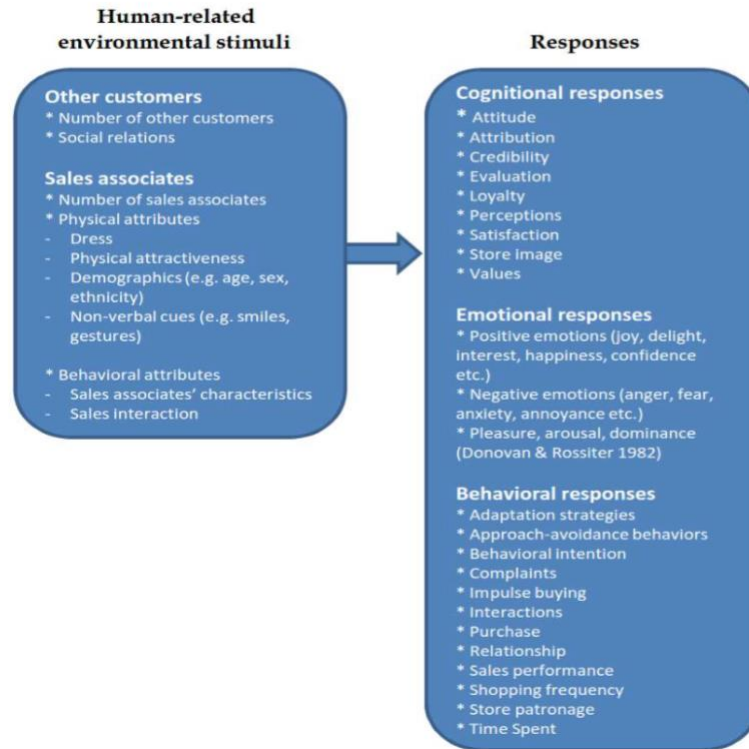 Human-related
environmental stimuli
Other customers
* Number of other customers
* Social relations
Sales associates
* Number of sales associates
* Physical attributes
- Dress
- Physical attractiveness
- Demographics (e.g. age, sex,
ethnicity)
- Non-verbal cues (e.g. smiles,
gestures)
* Behavioral attributes
- Sales associates’ characteristics
- Sales interaction
Responses
Cognitional responses
* Attitude
* Attribution
* Credibility
* Evaluation
* Loyalty
* Perceptions
* Satisfaction
* Store image
* Values
Emotional responses
* Positive emotions (joy, delight,
interest, happiness, confidence
etc.)
* Negative emotions (anger, fear,
anxiety, annoyance etc.)
* Pleasure, arousal, dominance
(Donovan & Rossiter 1982)
Behavioral responses
* Adaptation strategies
* Approach-avoidance behaviors
* Behavioral intention
* Complaints
* Impulse buying
* Interactions
* Purchase
* Relationship
* Sales performance
* Shopping frequency
* Store patronage
* Time Spent